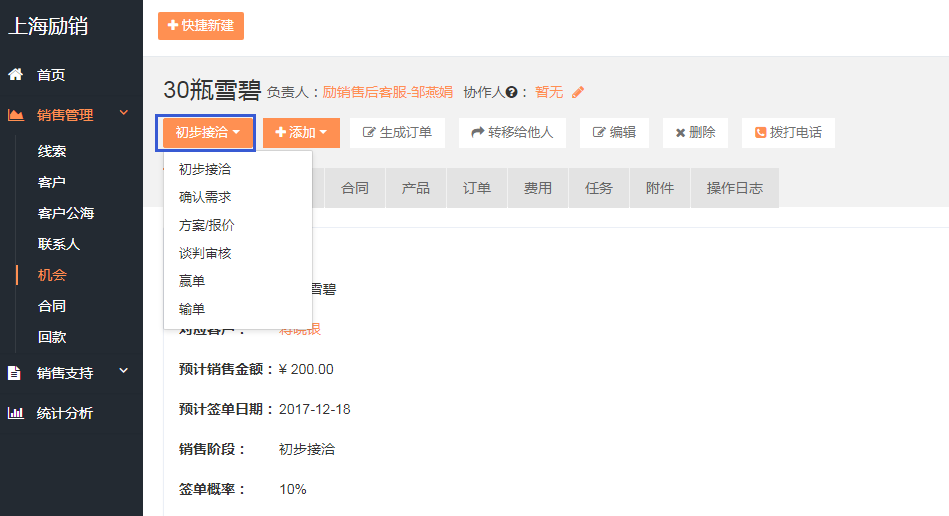 上海励销
快捷新建
首页
销售管理
线索
客户
客户公海
联系人
机会
合同
回款
销售支持
统计分析
30瓶雪碧 负责人：励销售后客服-邹燕娟 协作人?： 暂无
初步接洽 添加 生成订单 转移给他人 编辑 删除 拨打电话
合同 产品 订单 费用 任务 附件 操作日志
初步接洽
确认需求
方案/报价
谈判审核
赢单
输单
雪碧
对应客户：
预计销售金额：¥ 200.00
预计签单日期：2017-12-18
销售阶段： 初步接洽
签单概率： 10%